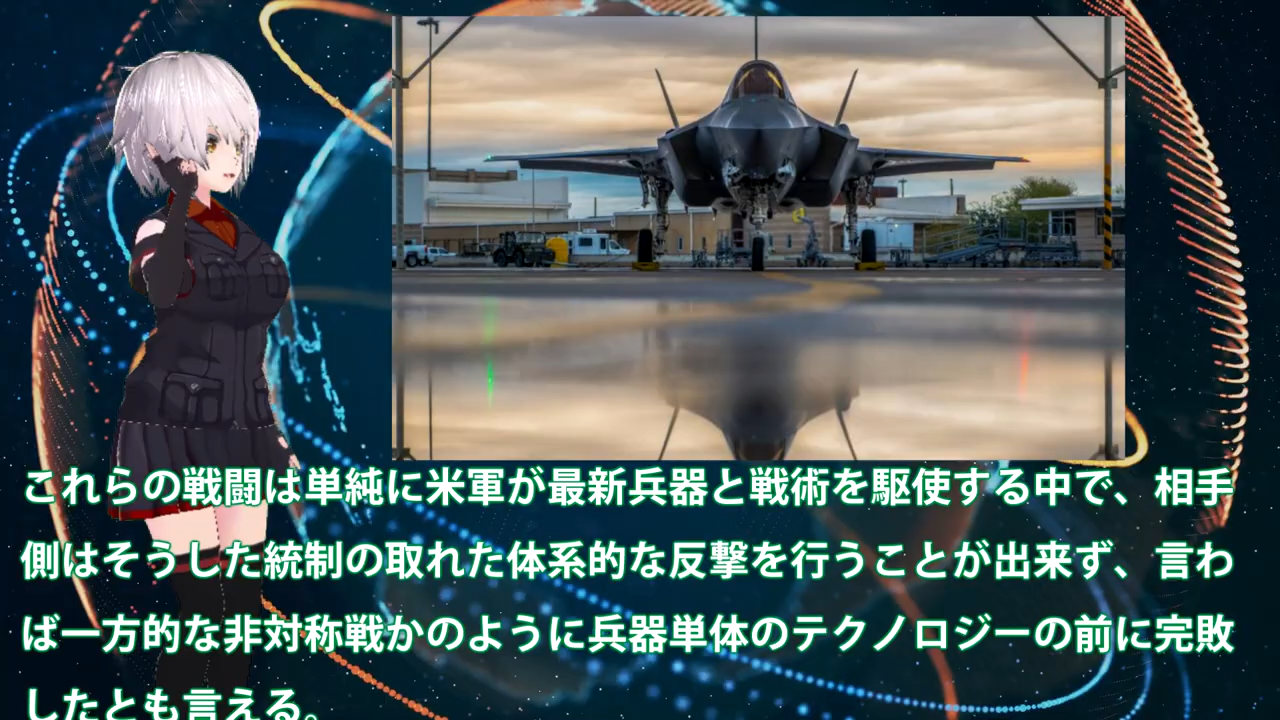 これらの戦闘は単純に米軍が最新兵器と戦術を駆使する中で、相手
側はそうした統制の取れた体系的な反撃を行うことが出来ず、言わ
ば一方的な非対称戦かのように兵器単体のテクノロジーの前に完敗
したとも言える。